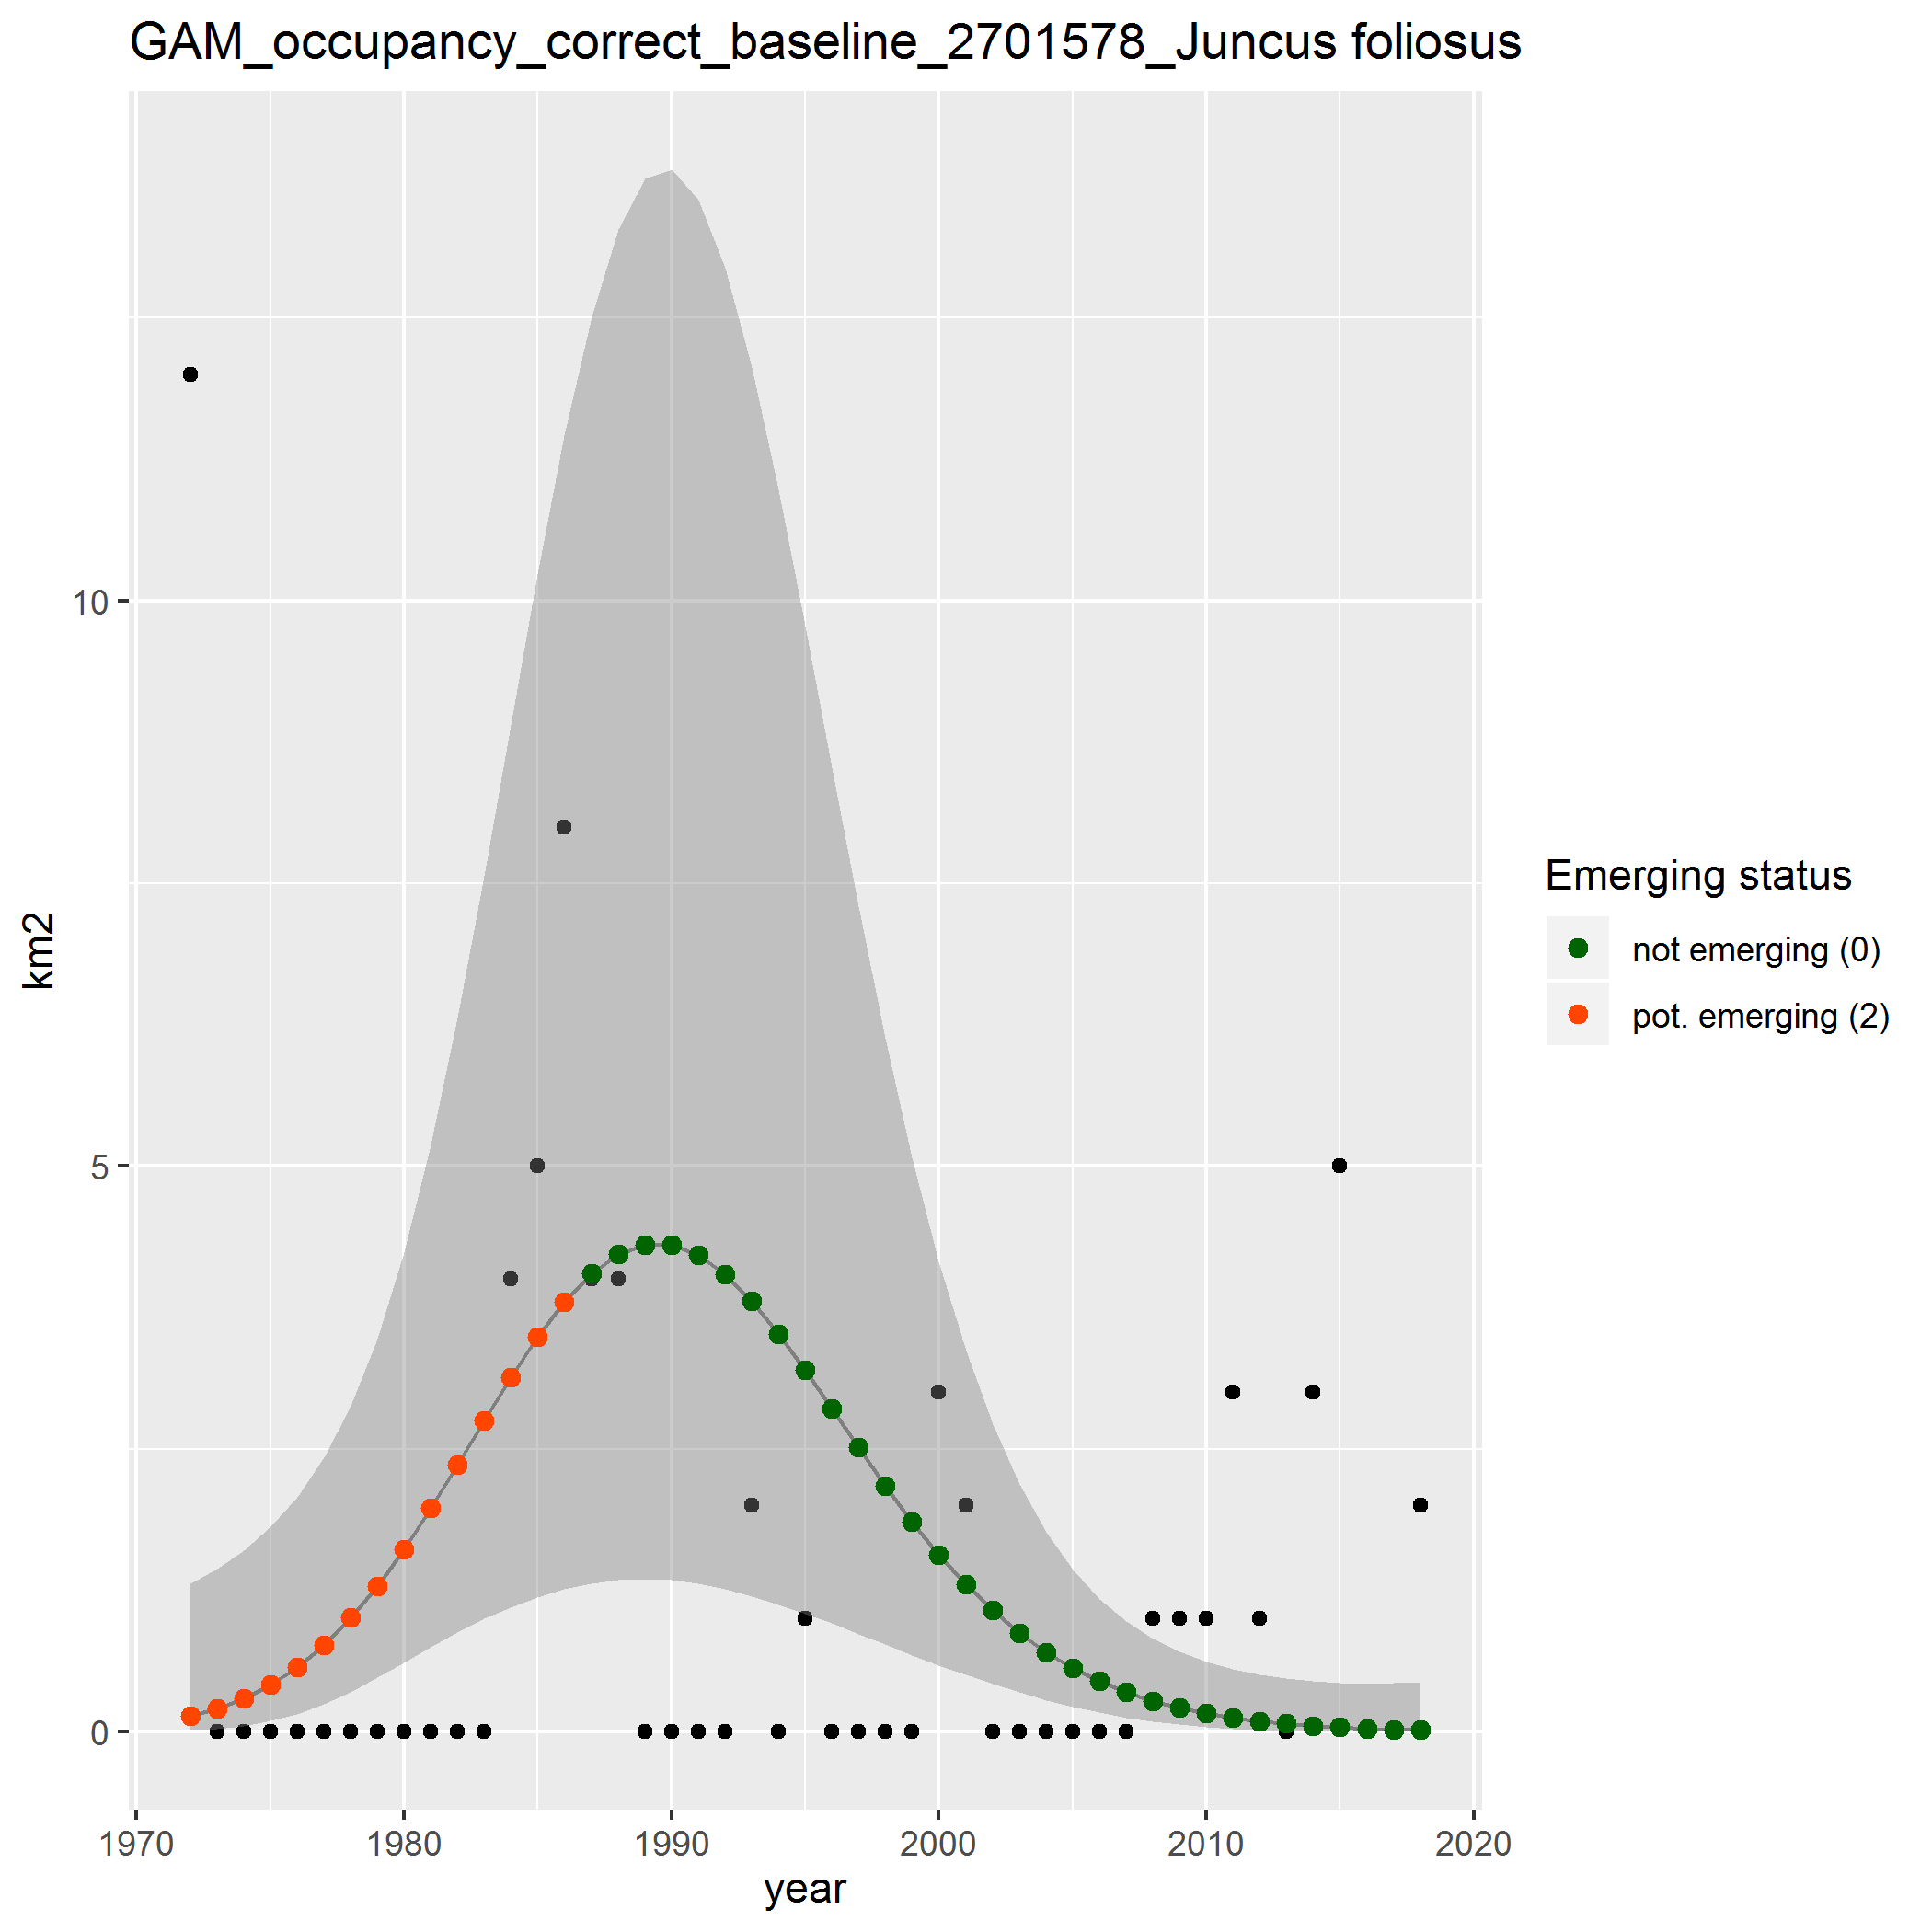 GAM_occupancy_correct_baseline_2701578_Juncus foliosus
10
5
0
km2
1970 1980 1990 2000 2010 2020
year
Emerging status
not emerging (0)
pot. emerging (2)